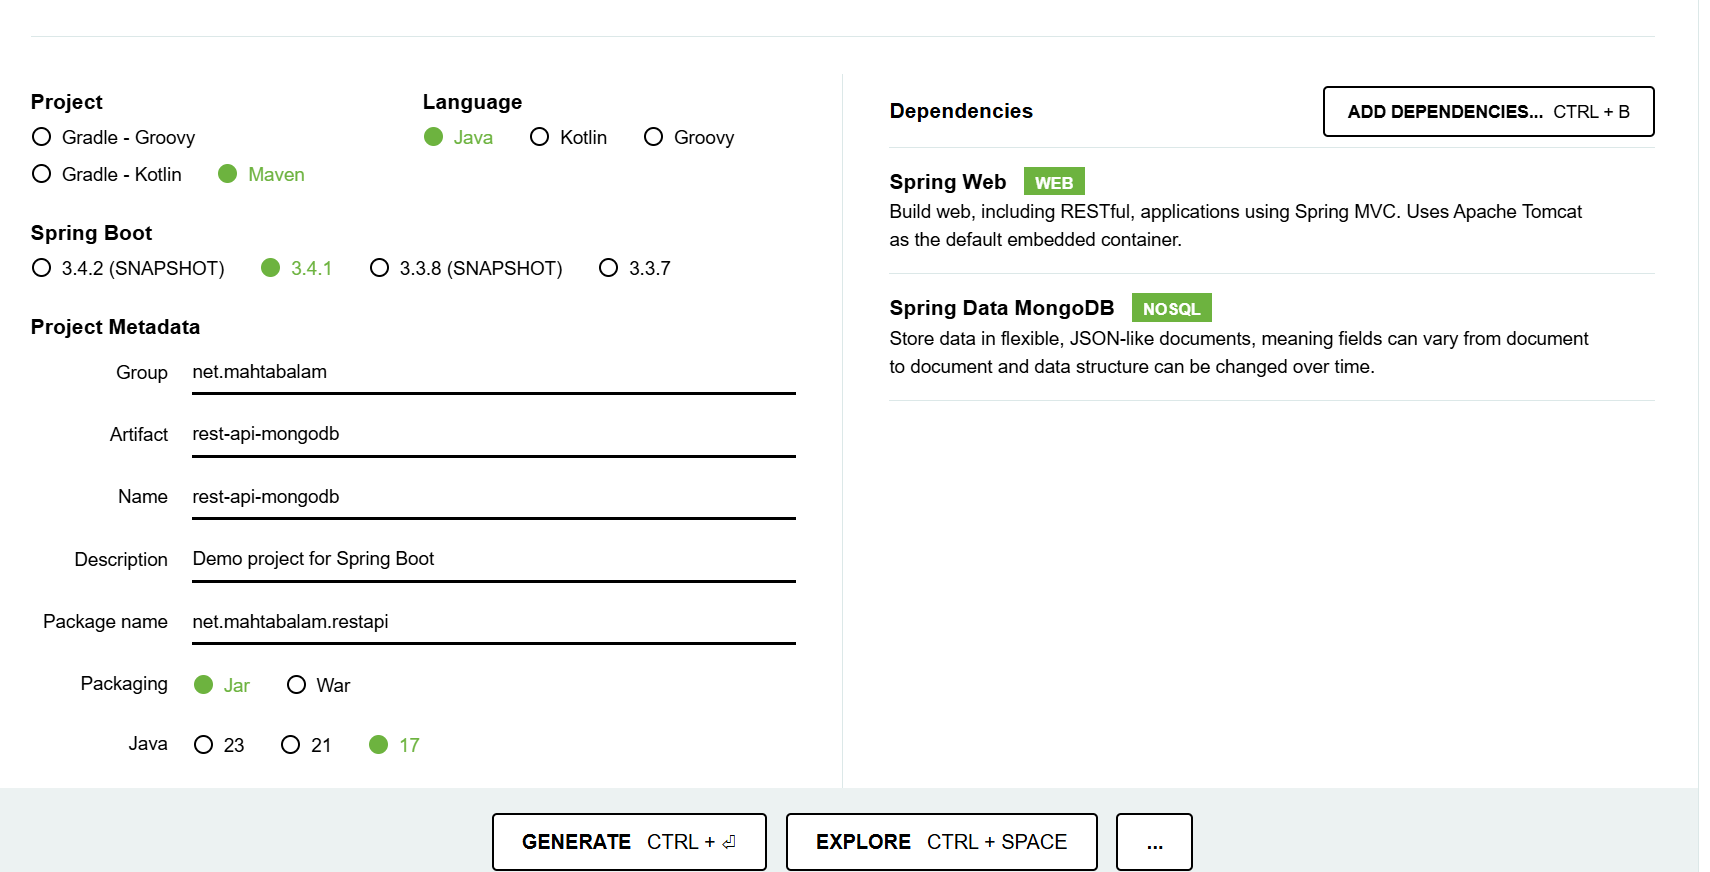 Project
Gradle - Groovy
Gradle - Kotlin Maven
Language
Java Kotlin Groovy
Spring Boot
3.4.2 (SNAPSHOT) 3.4.1 3.3.8 (SNAPSHOT) 3.3.7
Project Metadata
Group net.mahtabalam
Artifact rest-api-mongodb
Name rest-api-mongodb
Description Demo project for Spring Boot
Package name net.mahtabalam.restapi
Packaging Jar War
Java 23 21 17
Dependencies
ADD DEPENDENCIES... CTRL + B
Spring Web WEB
Build web, including RESTful, applications using Spring MVC. Uses Apache Tomcat
as the default embedded container.
Spring Data MongoDB NOSQL
Store data in flexible, JSON-like documents, meaning fields can vary from document
to document and data structure can be changed over time.
GENERATE CTRL + ⏎
EXPLORE CTRL + SPACE
...